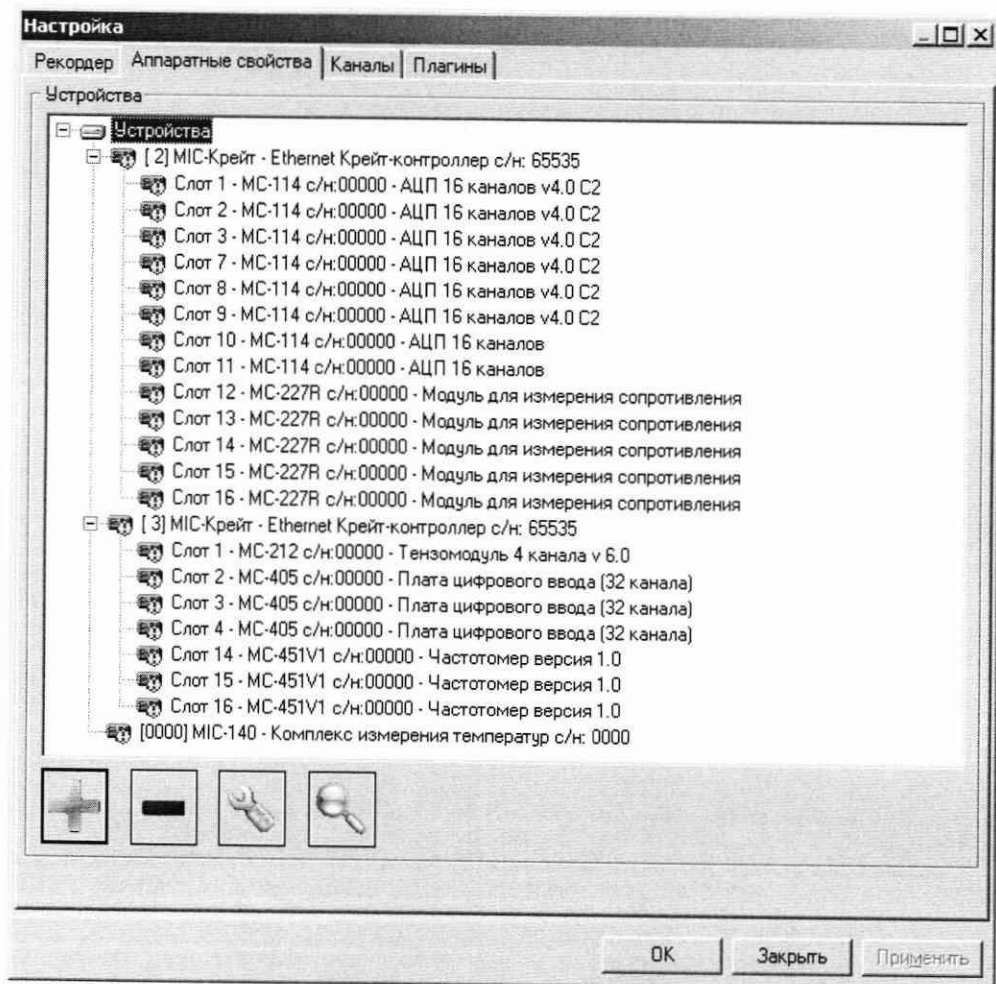 Настройка
Рекордер Аппаратные свойства Каналы Плагины
Устройства
Устройства
[ 2] MIC-Крейт - Ethernet Крейт-контроллер с/н: 65535
Слот 1 - MC-114 с/н:00000 - АЦП 16 каналов v4.0 C2
Слот 2 - MC-114 с/н:00000 - АЦП 16 каналов v4.0 C2
Слот 3 - MC-114 с/н:00000 - АЦП 16 каналов v4.0 C2
Слот 7 - MC-114 с/н:00000 - АЦП 16 каналов v4.0 C2
Слот 8 - MC-114 с/н:00000 - АЦП 16 каналов v4.0 C2
Слот 9 - MC-114 с/н:00000 - АЦП 16 каналов v4.0 C2
Слот 10 - MC-114 с/н:00000 - АЦП 16 каналов
Слот 11 - MC-114 с/н:00000 - АЦП 16 каналов
Слот 12 - MC-227R с/н:00000 - Модуль для измерения сопротивления
Слот 13 - MC-227R с/н:00000 - Модуль для измерения сопротивления
Слот 14 - MC-227R с/н:00000 - Модуль для измерения сопротивления
Слот 15 - MC-227R с/н:00000 - Модуль для измерения сопротивления
Слот 16 - MC-227R с/н:00000 - Модуль для измерения сопротивления
[ 3] MIC-Крейт - Ethernet Крейт-контроллер с/н: 65535
Слот 1 - MC-212 с/н:00000 - Тензомодуль 4 канала v 6.0
Слот 2 - MC-405 с/н:00000 - Плата цифрового ввода (32 канала)
Слот 3 - MC-405 с/н:00000 - Плата цифрового ввода (32 канала)
Слот 4 - MC-405 с/н:00000 - Плата цифрового ввода (32 канала)
Слот 14 - MC-451V1 с/н:00000 - Частотомер версия 1.0
Слот 15 - MC-451V1 с/н:00000 - Частотомер версия 1.0
Слот 16 - MC-451V1 с/н:00000 - Частотомер версия 1.0
[0000] MIC-140 - Комплекс измерения температур с/н: 0000
OK Закрыть Применить